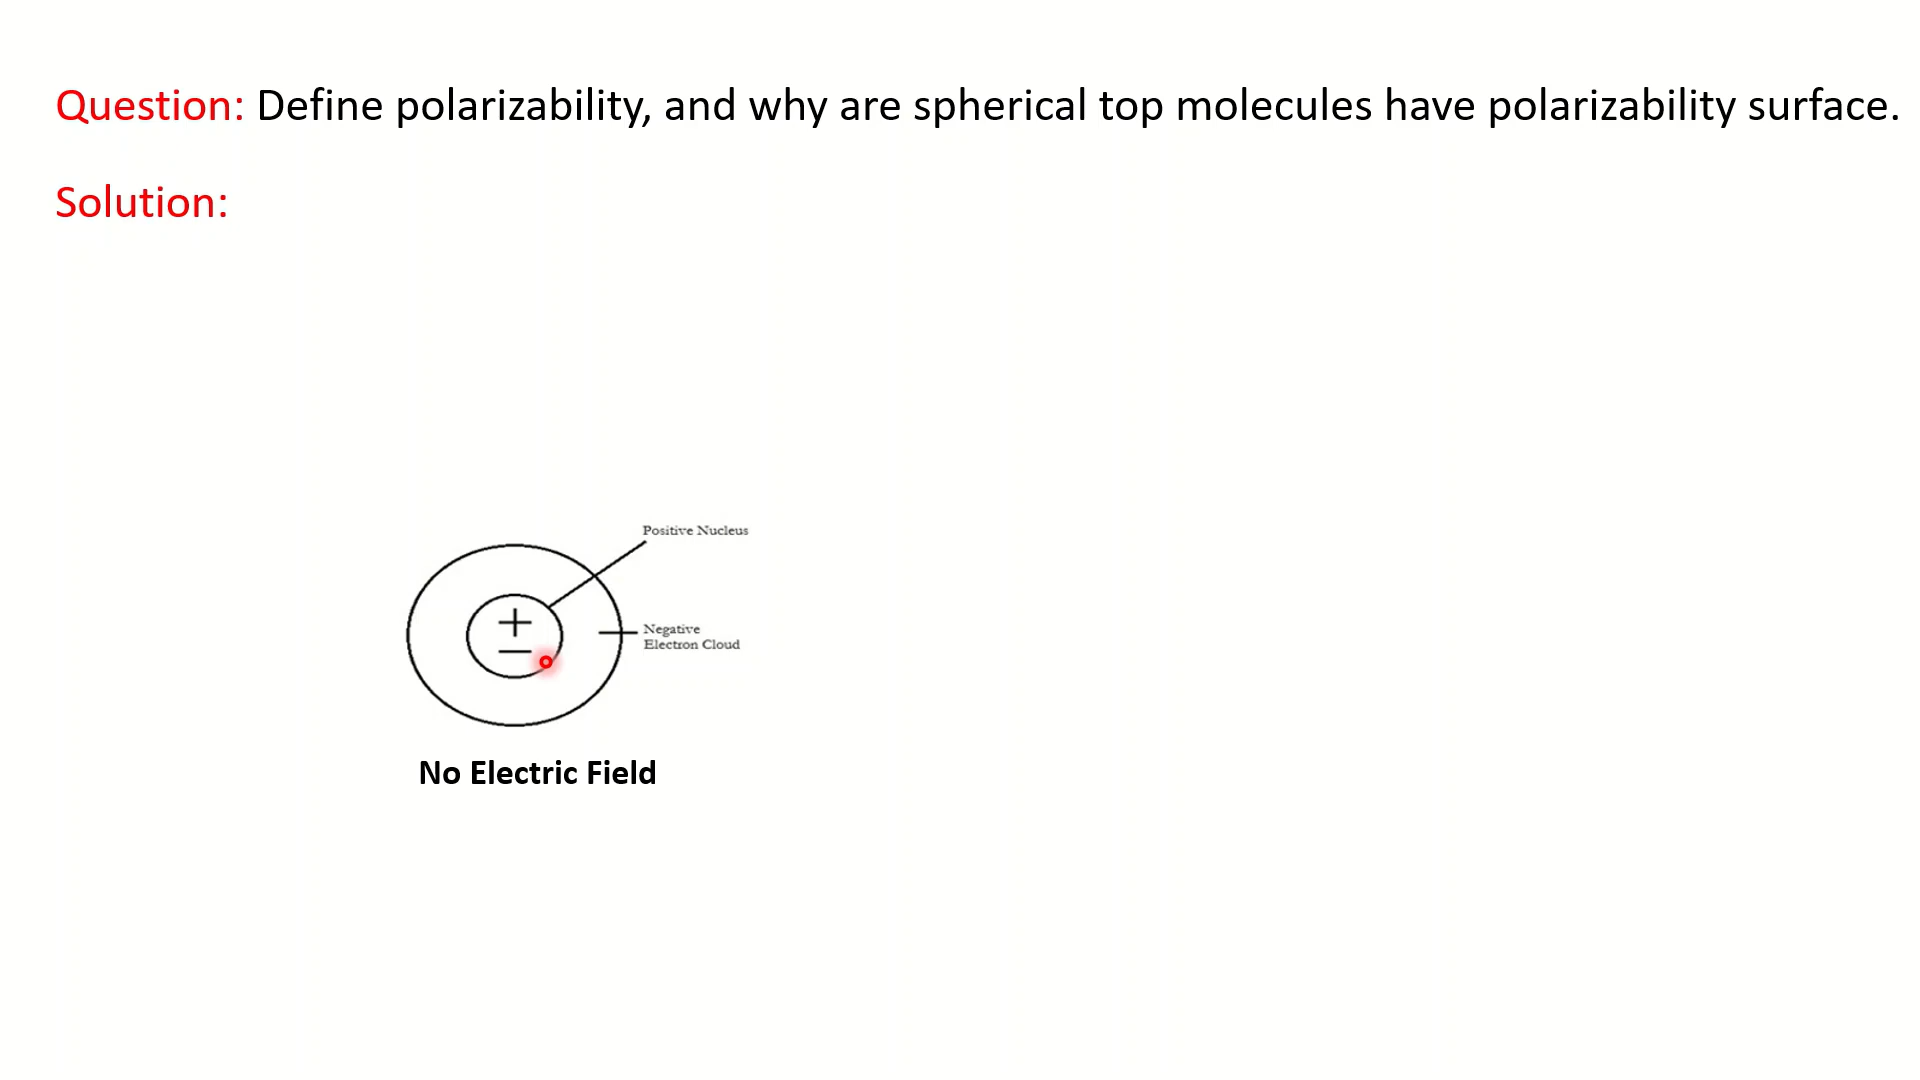 Question: Define polarizability, and why are spherical top molecules have polarizability surface.
Solution:
Positive Nucleus
+
−
Negative
Electron Cloud
No Electric Field